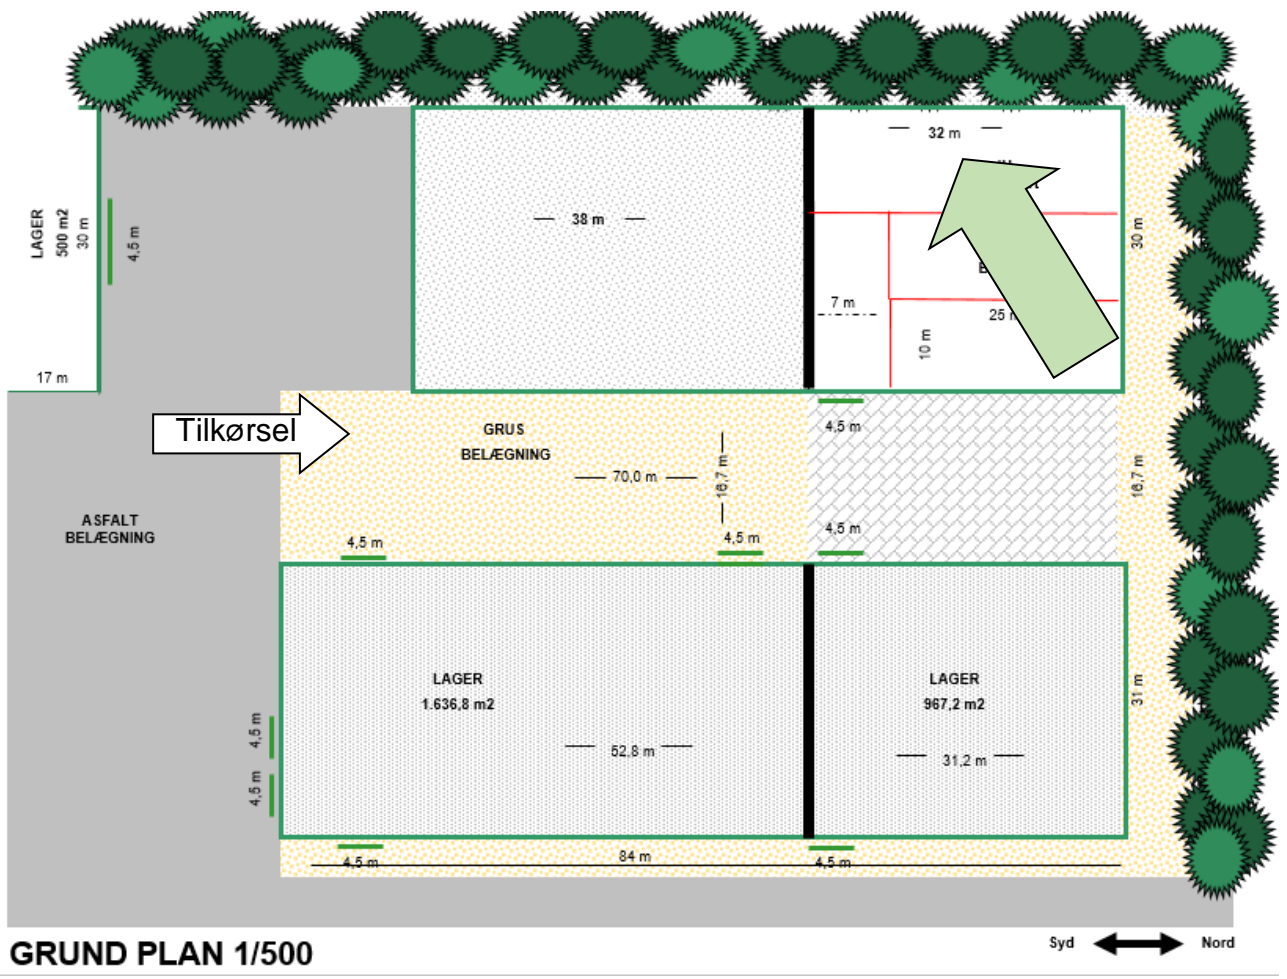 32 m
LAGER
500 m2
30 m
4,5 m
38 m
30 m
7 m
25
10 m
17 m
Tilkørsel
GRUS
BELÆGNING
4,5 m
70,0 m
16,7 m
16,7 m
ASFALT
BELÆGNING
4,5 m
4,5 m
4,5 m
LAGER
1.636,8 m2
LAGER
967,2 m2
31 m
4,5 m
52,8 m
31,2 m
4,5 m
4,5 m
84 m
4,5 m
GRUND PLAN 1/500
Syd
Nord